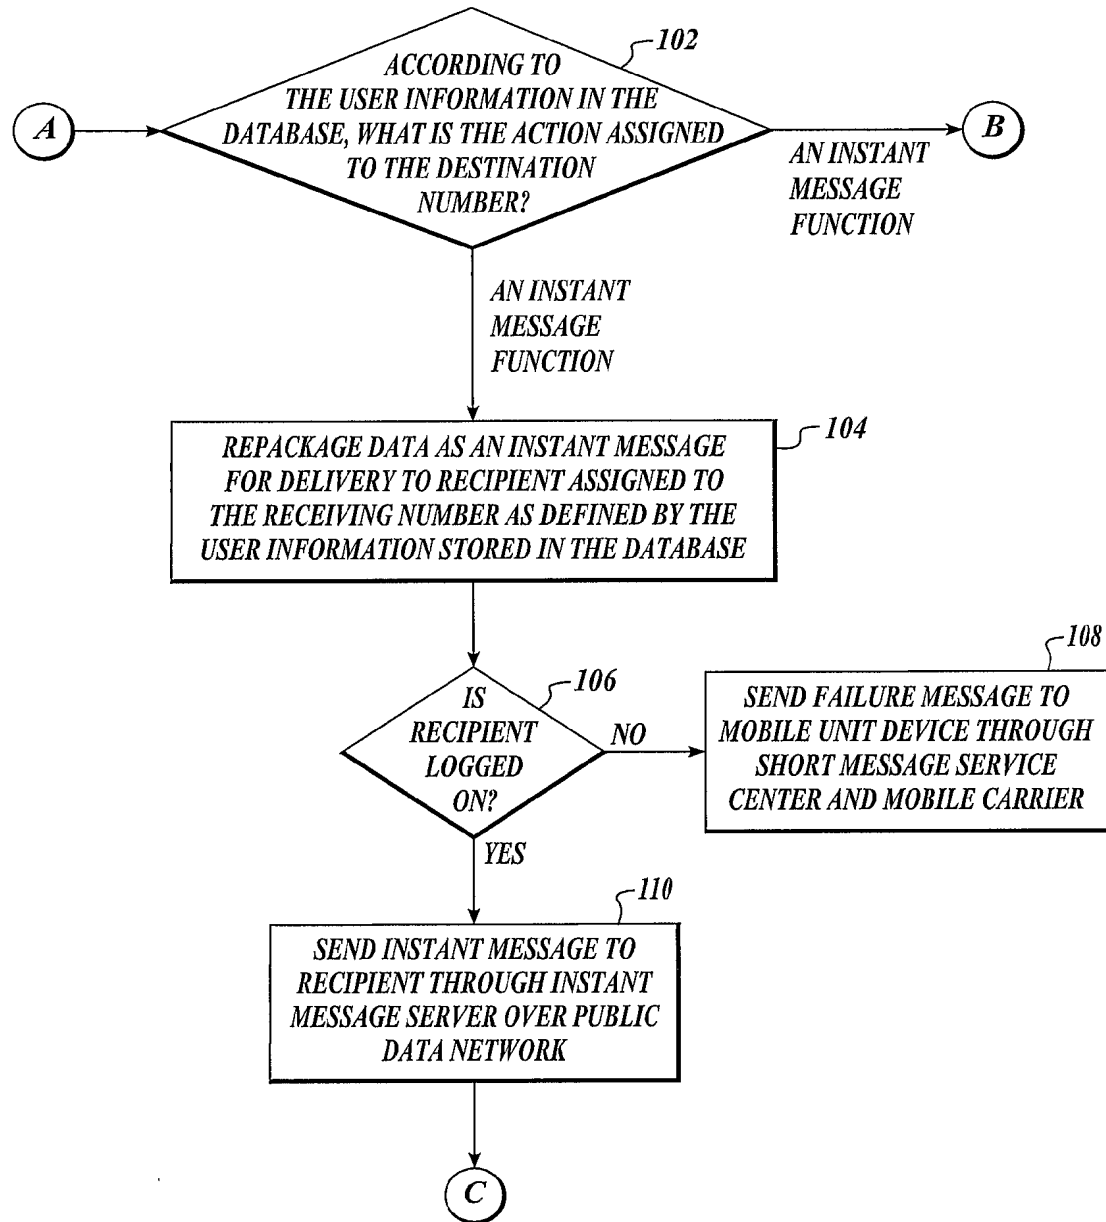 102
ACCORDING TO
THE USER INFORMATION IN THE
DATABASE, WHAT IS THE ACTION ASSIGNED
TO THE DESTINATION
NUMBER?
A
B
AN INSTANT
MESSAGE
FUNCTION
AN INSTANT
MESSAGE
FUNCTION
104
REPACKAGE DATA AS AN INSTANT MESSAGE
FOR DELIVERY TO RECIPIENT ASSIGNED TO
THE RECEIVING NUMBER AS DEFINED BY THE
USER INFORMATION STORED IN THE DATABASE
106
IS
RECIPIENT
LOGGED
ON?
NO
108
SEND FAILURE MESSAGE TO
MOBILE UNIT DEVICE THROUGH
SHORT MESSAGE SERVICE
CENTER AND MOBILE CARRIER
YES
110
SEND INSTANT MESSAGE TO
RECIPIENT THROUGH INSTANT
MESSAGE SERVER OVER PUBLIC
DATA NETWORK
C